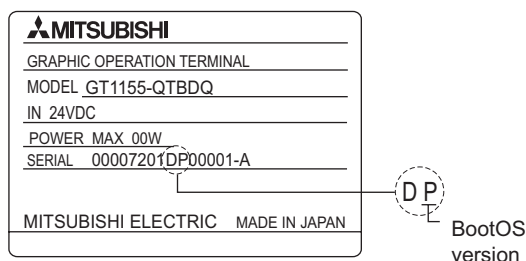 MITSUBISHI
GRAPHIC OPERATION TERMINAL
MODEL GT1155-QTBDQ
IN 24VDC
POWER MAX 00W
SERIAL 00007201DP00001-A
DP
BootOS
version
MITSUBISHI ELECTRIC MADE IN JAPAN